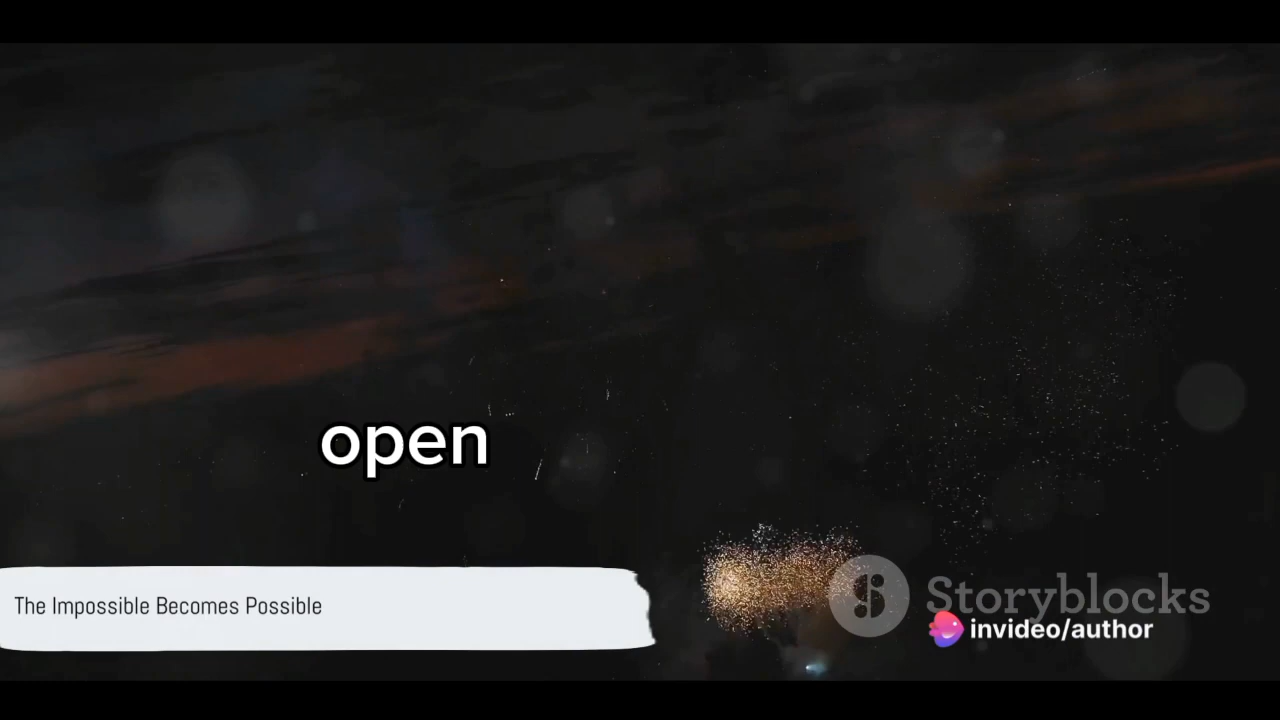 open
The Impossible Becomes Possible
Storyblocks
invideo/author